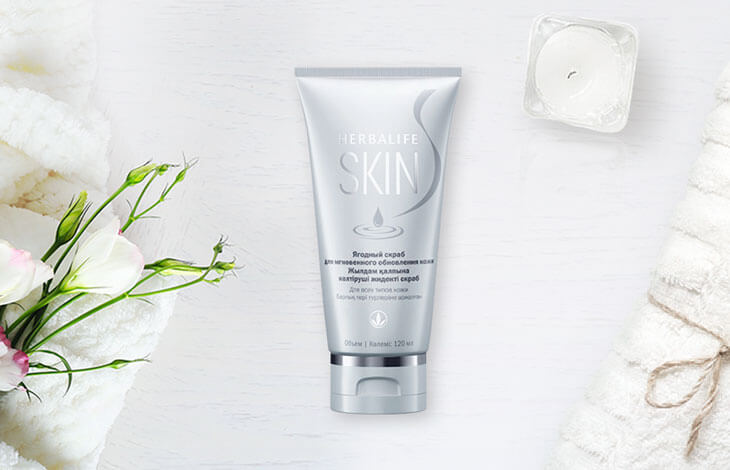 HERBALIFE
SKIN
Ягодный скраб
для мгновенного обновления кожи
Жылдам қалпына
келтіруші жидекті скраб
Для всех типов кожи
Барлық тері түрлеріне арналған
Объем | Көлемі: 120 мл